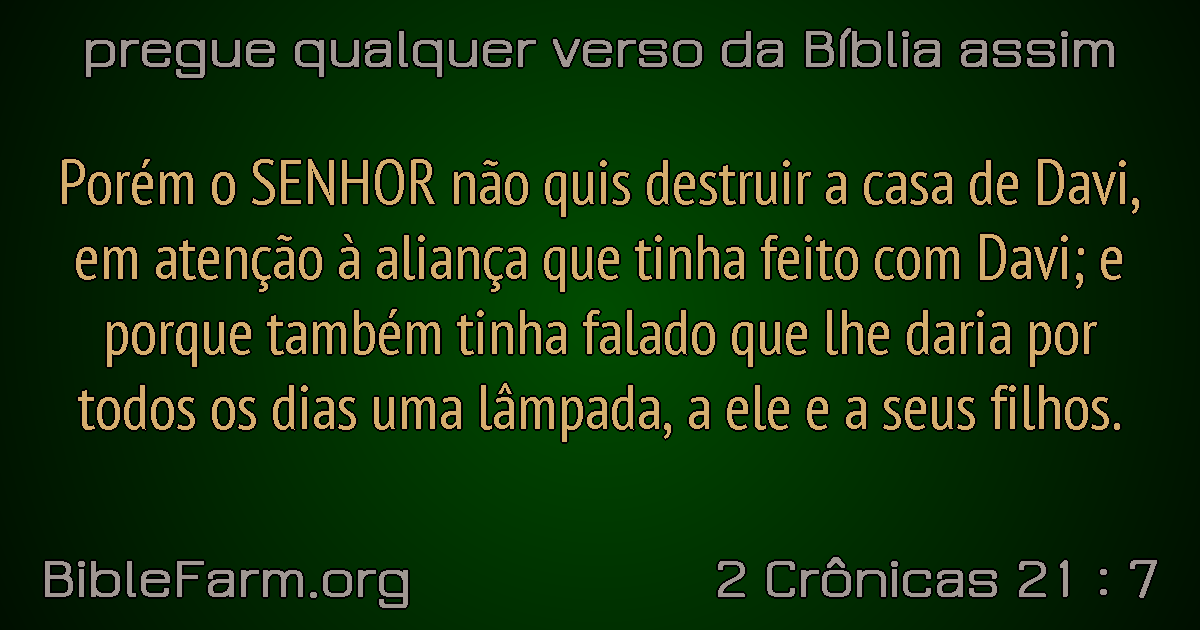 pregue qualquer verso da Bíblia assim
Porém o SENHOR não quis destruir a casa de Davi,
em atenção à aliança que tinha feito com Davi; e
porque também tinha falado que lhe daria por
todos os dias uma lâmpada, a ele e a seus filhos.
BibleFarm.org
2 Crônicas 21 : 7